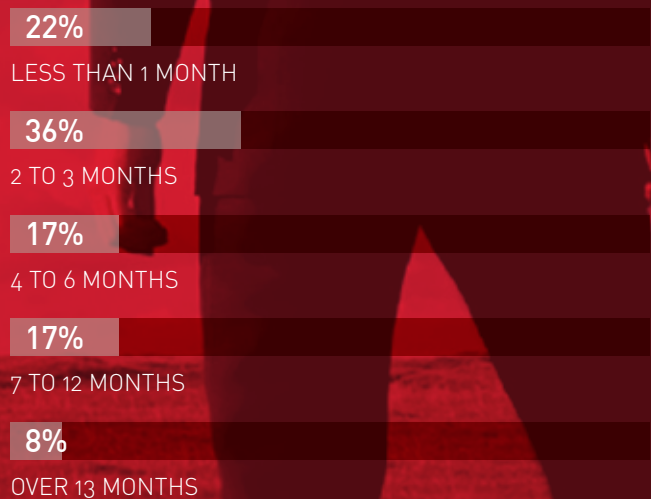 22%
LESS THAN 1 MONTH
36%
2 TO 3 MONTHS
17%
4 TO 6 MONTHS
17%
7 TO 12 MONTHS
8%
OVER 13 MONTHS